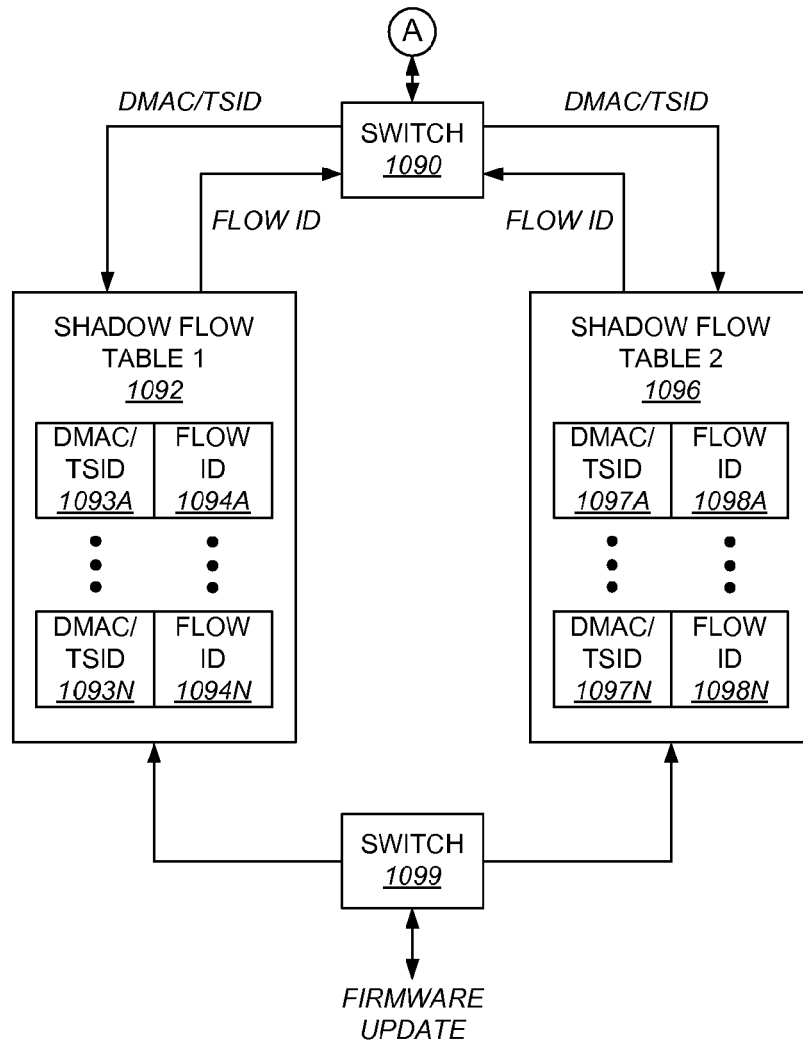 A
DMAC/TSID
DMAC/TSID
SWITCH
1090
FLOW ID
FLOW ID
SHADOW FLOW
TABLE 1
1092
DMAC/
TSID
1093A
FLOW
ID
1094A
DMAC/
TSID
1093N
FLOW
ID
1094N
SHADOW FLOW
TABLE 2
1096
DMAC/
TSID
1097A
FLOW
ID
1098A
DMAC/
TSID
1097N
FLOW
ID
1098N
SWITCH
1099
FIRMWARE
UPDATE